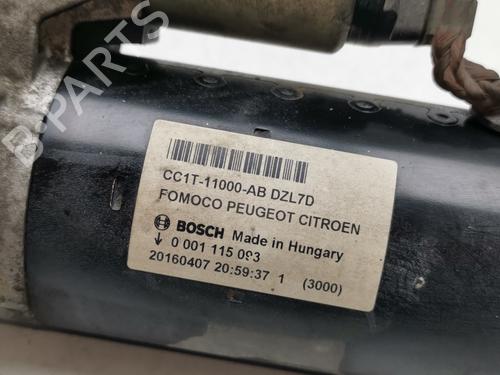 B-PARTS
CC1T-11000-AB DZL7D
FOMOCO PEUGEOT CITROEN
BOSCH Made in Hungary
0 001 115 093
20160407 20:59:37 1 (3000)